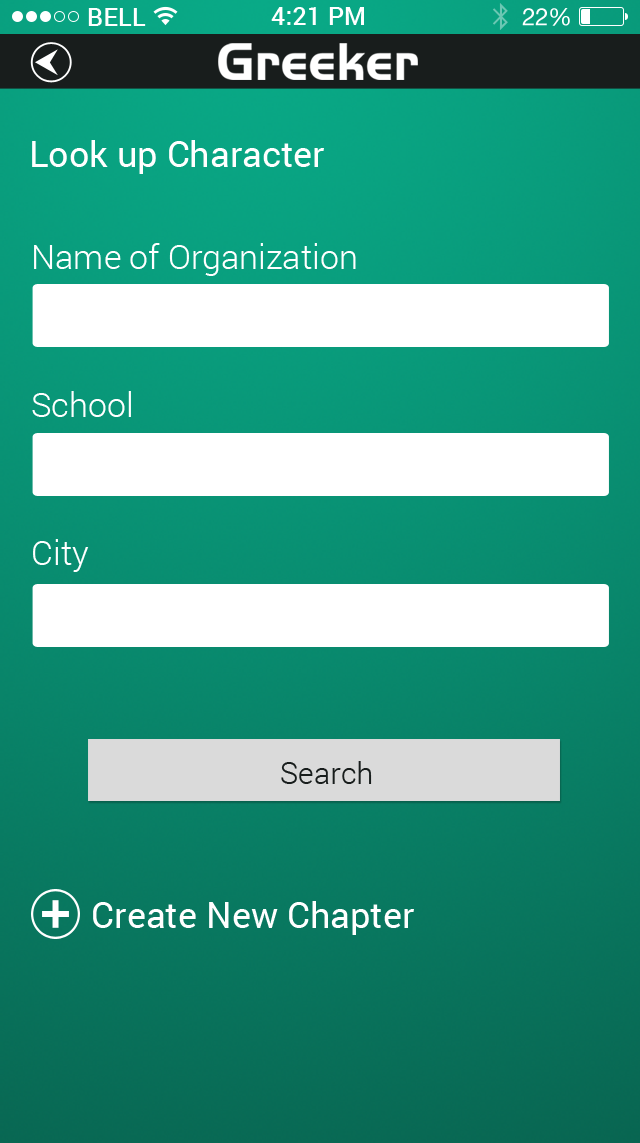 BELL 4:21 PM 22%
Greeker
Look up Character
Name of Organization
School
City
Search
Create New Chapter